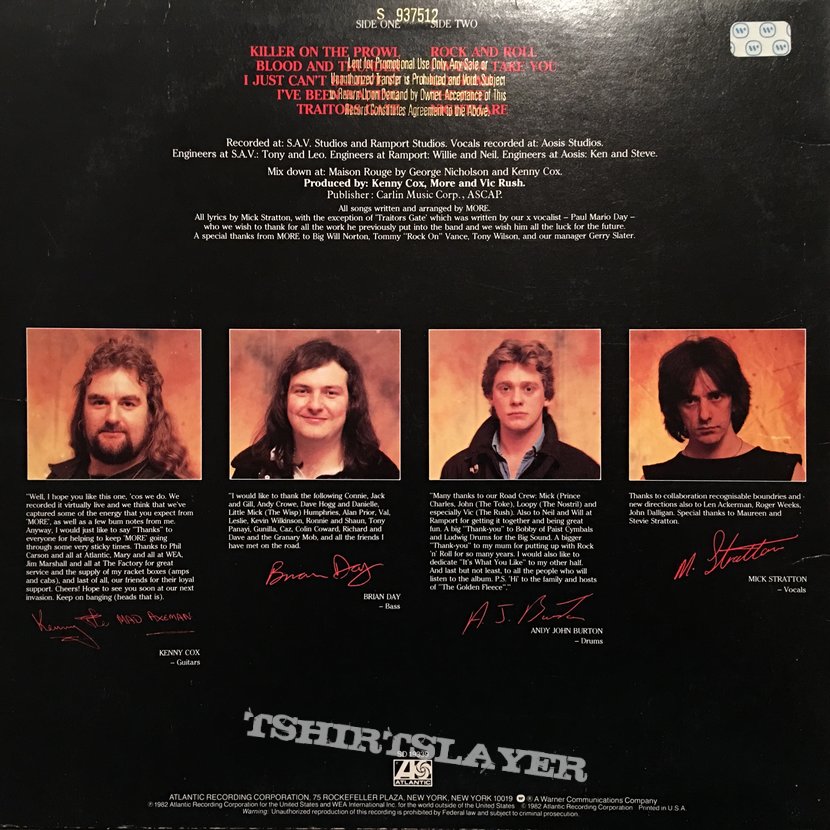 S 937512
SIDE ONE SIDE TWO
KILLER ON THE PROWL ROCK AND ROLL
BLOOD AND TAKE YOU
I JUST CAN'T
I'VE BEEN
TRAITORS
Lent for Promotional Use Only. Any Sale or
Unauthorized Transfer is Prohibited and Void. Subject
to Return Upon Demand by Owner. Acceptance of This
Record Constitutes Agreement to the Above.
Recorded at: S.A.V. Studios and Ramport Studios. Vocals recorded at: Aosis Studios.
Engineers at S.A.V.: Tony and Leo. Engineers at Ramport: Willie and Neil. Engineers at Aosis: Ken and Steve.
Mix down at: Maison Rouge by George Nicholson and Kenny Cox.
Produced by: Kenny Cox, More and Vic Rush.
Publisher: Carlin Music Corp., ASCAP.
All songs written and arranged by MORE.
All lyrics by Mick Stratton, with the exception of 'Traitors Gate' which was written by our x vocalist – Paul Mario Day –
who we wish to thank for all the work he previously put into the band and we wish him all the luck for the future.
A special thanks from MORE to Big Will Norton, Tommy "Rock On" Vance, Tony Wilson, and our manager Gerry Slater.
"Well, I hope you like this one, 'cos we do. We
recorded it virtually live and we think that we've
captured some of the energy that you expect from
'MORE', as well as a few bum notes from me.
Anyway, I would just like to say "Thanks" to
everyone for helping to keep 'MORE' going
through some very sticky times. Thanks to Phil
Carson and all at Atlantic, Mary and all at WEA,
Jim Marshall and all at The Factory for great
service and the supply of my racket boxes (amps
and cabs), and last of all, our friends for their loyal
support. Cheers! Hope to see you soon at our next
invasion. Keep on banging (heads that is).
Kenny The MAD AXEMAN
KENNY COX
– Guitars
"I would like to thank the following Connie, Jack
and Gill, Andy Crowe, Dave Hogg and Danielle,
Little Mick (The Wisp) Humphries, Alan Prior, Val,
Leslie, Kevin Wilkinson, Ronnie and Shaun, Tony
Panayi, Gunilla, Caz, Colin Coward, Richard and
Dave and the Granary Mob, and all the friends I
have met on the road.
Brian Day
BRIAN DAY
– Bass
"Many thanks to our Road Crew: Mick (Prince
Charles, John (The Toke), Loopy (The Nostril) and
especially Vic (The Rush). Also to Neil and Will at
Ramport for getting it together and being great
fun. A big "Thank-you" to Bobby of Paist Cymbals
and Ludwig Drums for the Big Sound. A bigger
"Thank-you" to my mum for putting up with Rock
'n' Roll for so many years. I would also like to
dedicate "It's What You Like" to my other half.
And last but not least, to all the people who will
listen to the album. P.S. 'Hi' to the family and hosts
of "The Golden Fleece"."
A. J. Burton
ANDY JOHN BURTON
– Drums
Thanks to collaboration recognisable boundries and
new directions also to Len Ackerman, Roger Weeks,
John Dalligan. Special thanks to Maureen and
Stevie Stratton.
M. Stratton
MICK STRATTON
– Vocals
TSHIRTSLAYER
SD 19339
ATLANTIC
ATLANTIC RECORDING CORPORATION, 75 ROCKEFELLER PLAZA, NEW YORK, NEW YORK 10019 A Warner Communications Company
℗ 1982 Atlantic Recording Corporation for the United States and WEA International Inc. for the world outside of the United States © 1982 Atlantic Recording Corporation Printed in U.S.A.
Warning: Unauthorized reproduction of this recording is prohibited by Federal law and subject to criminal prosecution.